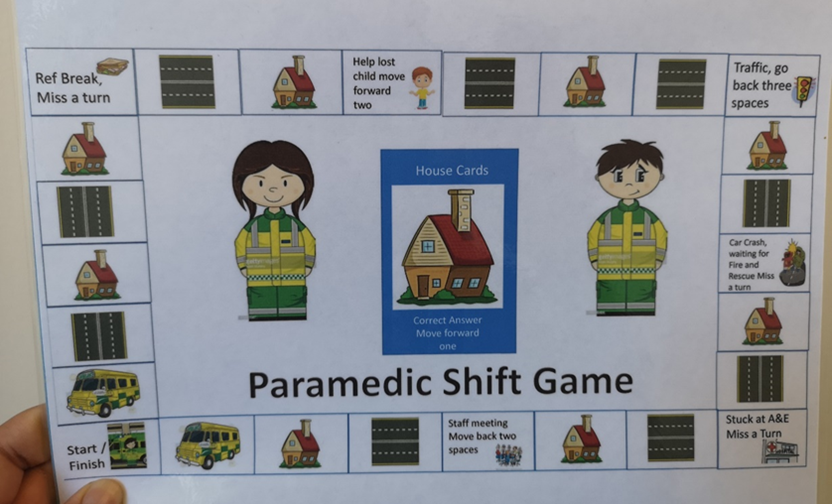 Ref Break,
Miss a turn
Help lost
child move
forward
two
Traffic, go
back three
spaces
House Cards
Car Crash,
waiting for
Fire and
Rescue Miss
a turn
Correct Answer
Move forward
one
Paramedic Shift Game
Start /
Finish
Staff meeting
Move back two
spaces
Stuck at A&E
Miss a Turn